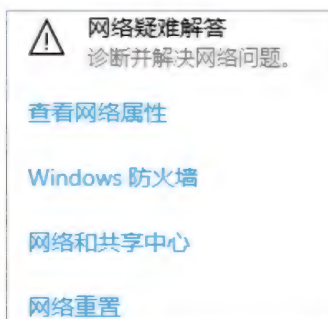 网络疑难解答
诊断并解决网络问题。
查看网络属性
Windows 防火墙
网络和共享中心
网络重置